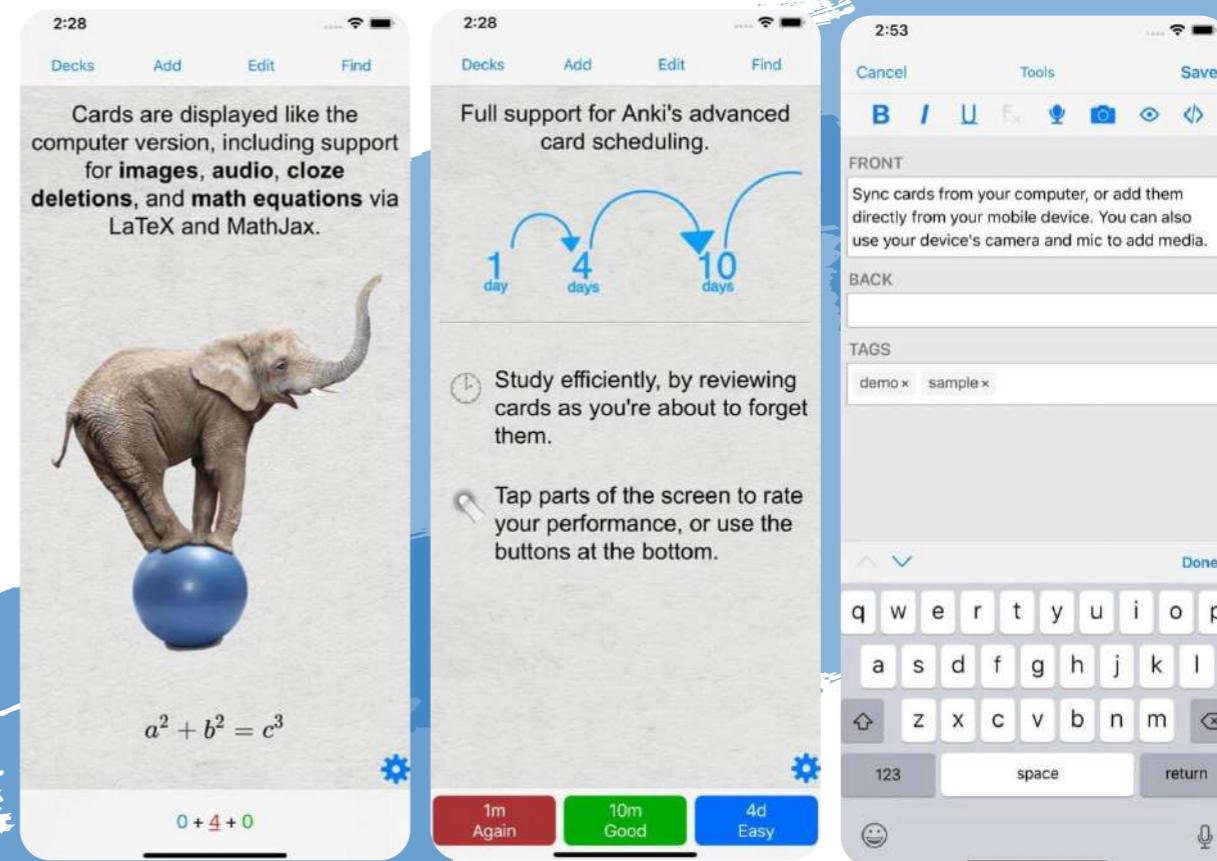 2:28
Decks Add Edit Find
Cards are displayed like the
computer version, including support
for images, audio, cloze
deletions, and math equations via
LaTeX and MathJax.
a² + b² = c³
0 + 4 + 0
2:28
Decks Add Edit Find
Full support for Anki's advanced
card scheduling.
1 4 10
day days days
Study efficiently, by reviewing
cards as you're about to forget
them.
Tap parts of the screen to rate
your performance, or use the
buttons at the bottom.
1m 10m 4d
Again Good Easy
2:53
Cancel Tools Save
B I U Fx </>
FRONT
Sync cards from your computer, or add them
directly from your mobile device. You can also
use your device's camera and mic to add media.
BACK
TAGS
demo × sample ×
Done
q w e r t y u i o p
a s d f g h j k l
z x c v b n m
123 space return